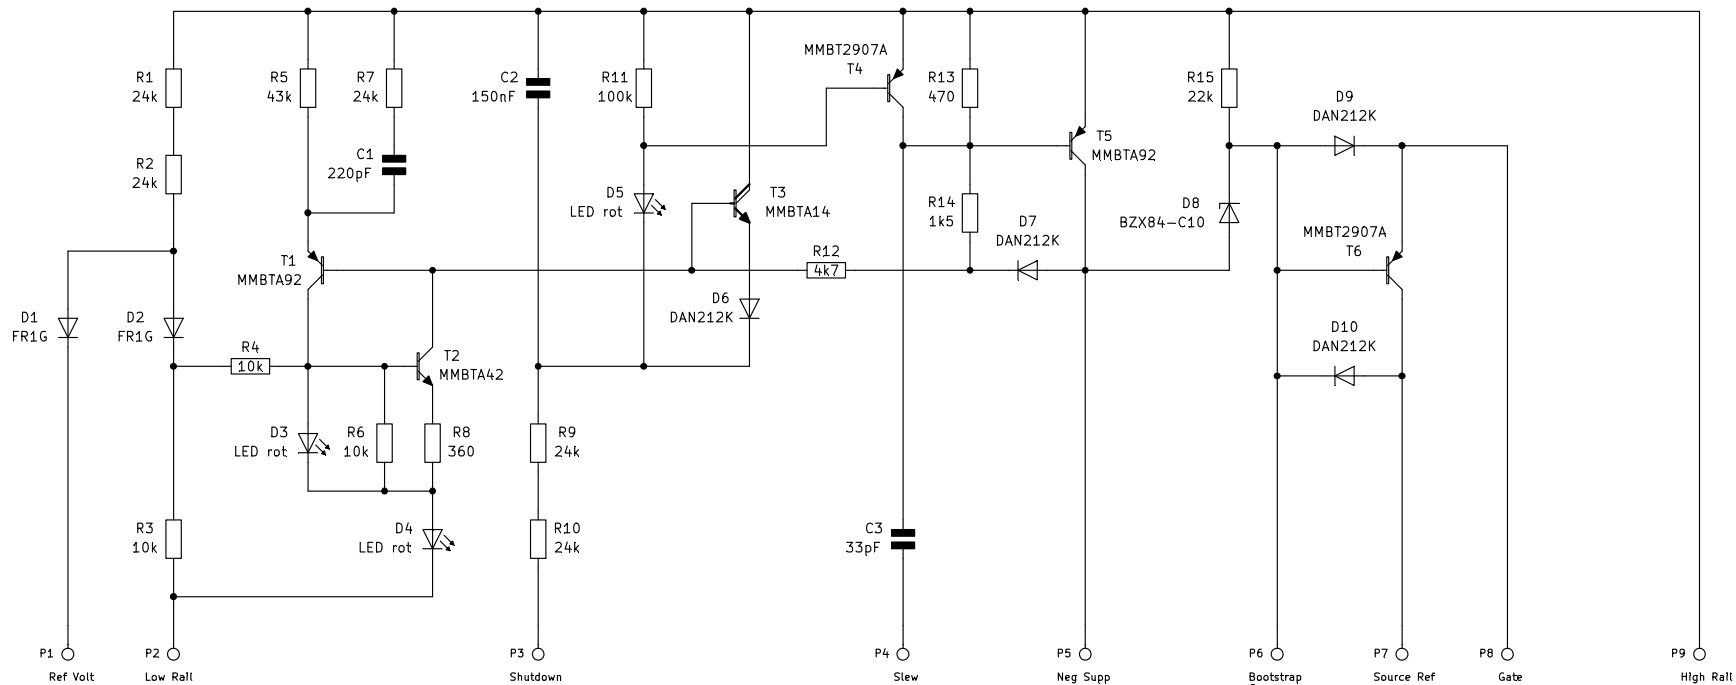 R1
24k
R2
24k
R5
43k
R7
24k
C1
220pF
C2
150nF
R11
100k
MMBT2907A
T4
R13
470
T5
MMBTA92
R15
22k
D9
DAN212K
D5
LED rot
T3
MMBTA14
R14
1k5
D7
DAN212K
D8
BZX84-C10
MMBT2907A
T6
T1
MMBTA92
R12
4k7
D6
DAN212K
D1
FR1G
D2
FR1G
R4
10k
T2
MMBTA42
D10
DAN212K
D3
LED rot
R6
10k
R8
360
R9
24k
R3
10k
D4
LED rot
R10
24k
C3
33pF
P1
Ref Volt
P2
Low Rail
P3
Shutdown
P4
Slew
P5
Neg Supp
P6
Bootstrap
P7
Source Ref
P8
Gate
P9
High Rail